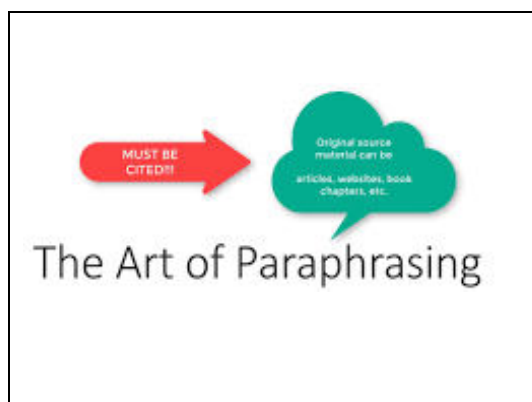 MUST BE
CITED!!!
Original source
material can be
articles, websites, book
chapters, etc.
The Art of Paraphrasing